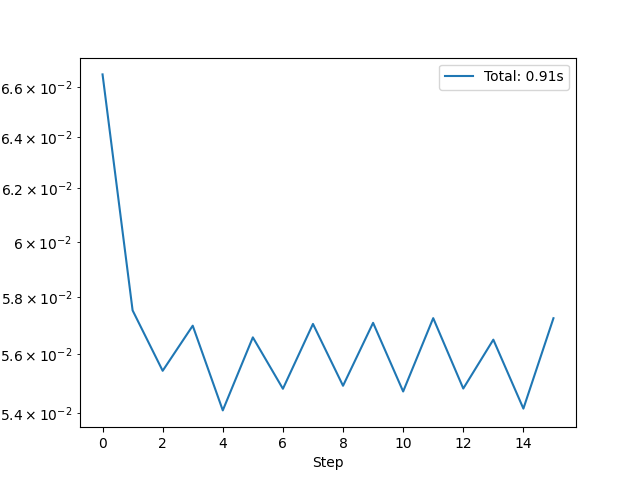 Total: 0.91s
6.6 × 10⁻²
6.4 × 10⁻²
6.2 × 10⁻²
6 × 10⁻²
5.8 × 10⁻²
5.6 × 10⁻²
5.4 × 10⁻²
0 2 4 6 8 10 12 14
Step